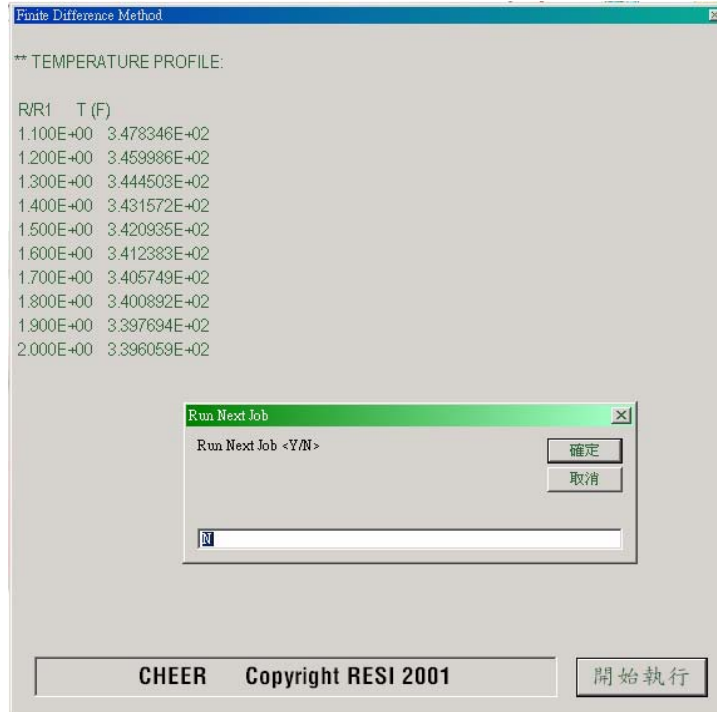 Finite Difference Method
** TEMPERATURE PROFILE:
R/R1 T (F)
1.100E+00 3.478346E+02
1.200E+00 3.459986E+02
1.300E+00 3.444503E+02
1.400E+00 3.431572E+02
1.500E+00 3.420935E+02
1.600E+00 3.412383E+02
1.700E+00 3.405749E+02
1.800E+00 3.400892E+02
1.900E+00 3.397694E+02
2.000E+00 3.396059E+02
Run Next Job
Run Next Job <Y/N>
確定
取消
N
CHEER Copyright RESI 2001
開始執行